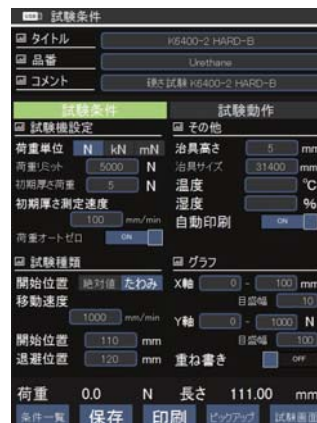 試験条件
タイトル K6400-2 HARD-B
品番 Urethane
コメント 硬さ試験 K6400-2 HARD-B
試験条件 試験動作
試験機設定
荷重単位 N kN mN
荷重リミット 5000 N
初期厚さ荷重 5 N
初期厚さ測定速度
100 mm/min
荷重オートゼロ ON
その他
治具高さ 5 mm
治具サイズ 31400 mm
温度 ℃
湿度 %
自動印刷 ON
試験種類
開始位置 絶対値 たわみ
移動速度
1000 mm/min
開始位置 110 mm
退避位置 120 mm
グラフ
X軸 0 - 100 mm
目盛幅 10
Y軸 0 - 1000 N
目盛幅 100
重ね書き OFF
荷重 0.0 N 長さ 111.00 mm
条件一覧 保存 印刷 ピックアップ 試験画面